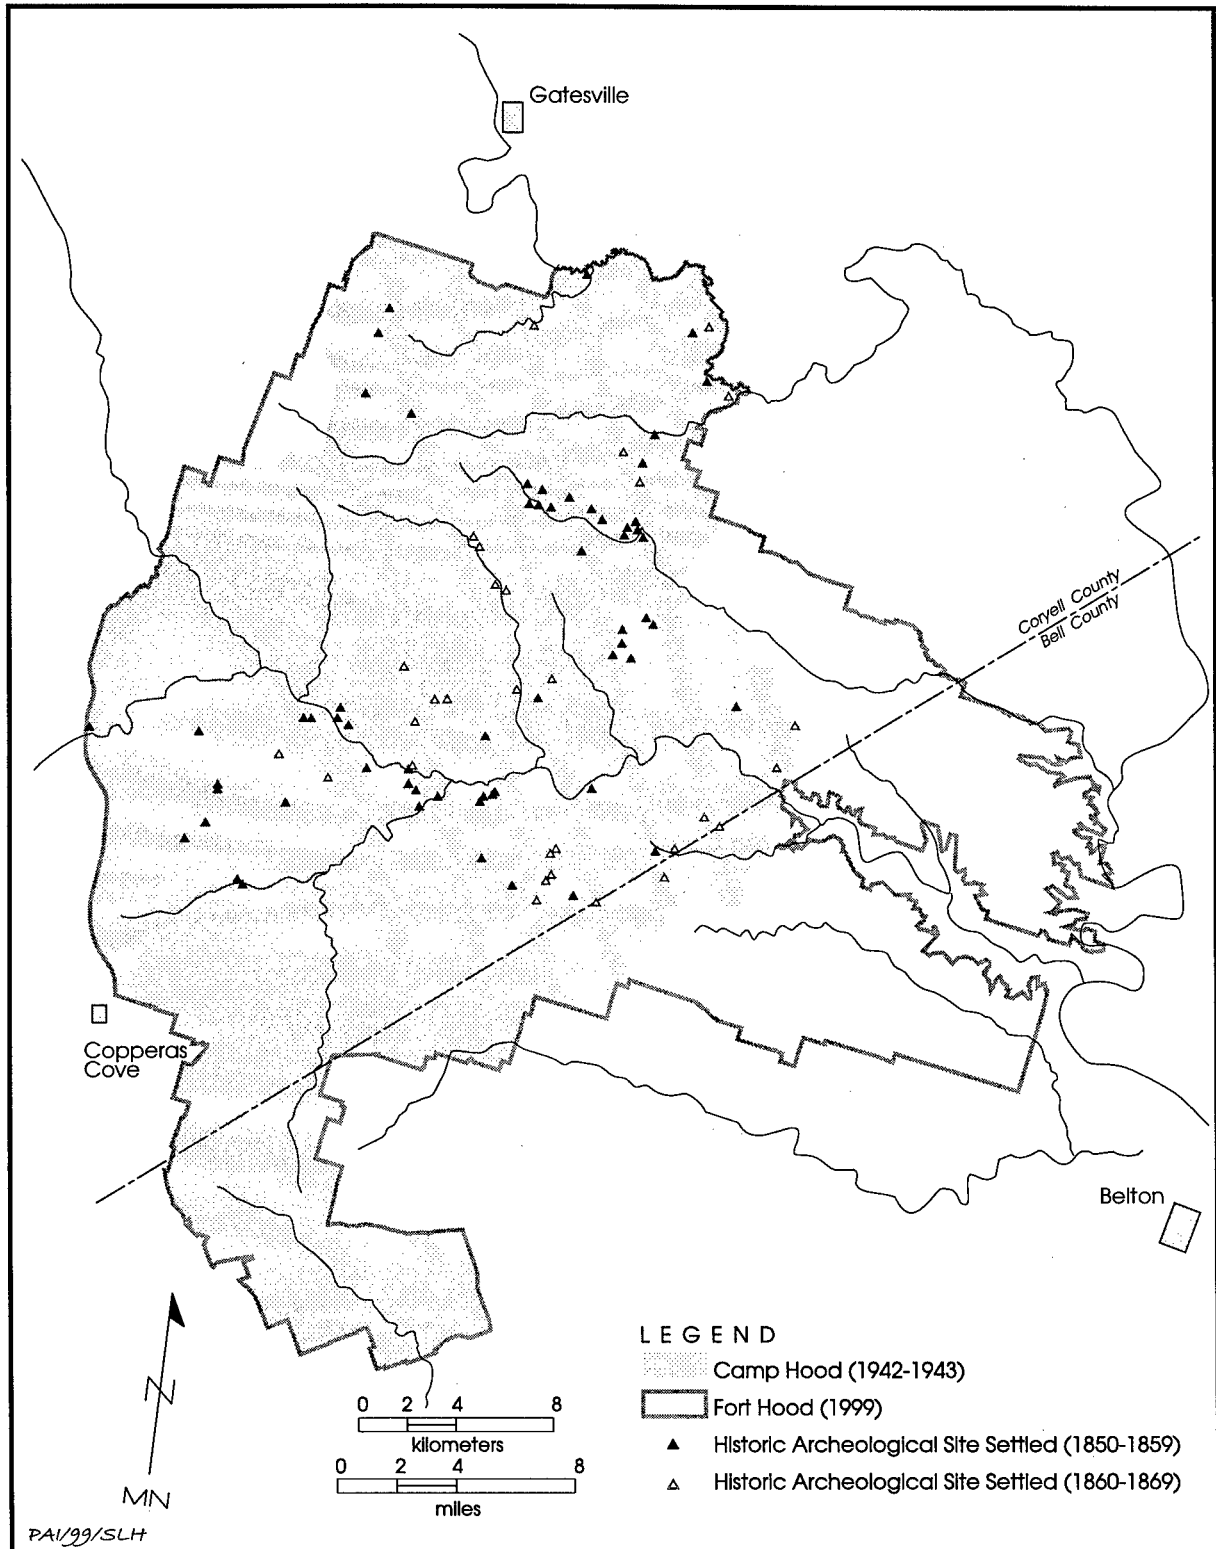 Gatesville
Coryell County
Bell County
Copperas
Cove
Belton
LEGEND
Camp Hood (1942-1943)
Fort Hood (1999)
Historic Archeological Site Settled (1850-1859)
Historic Archeological Site Settled (1860-1869)
0 2 4 8
kilometers
0 2 4 8
miles
N
MN
PAI/99/SLH